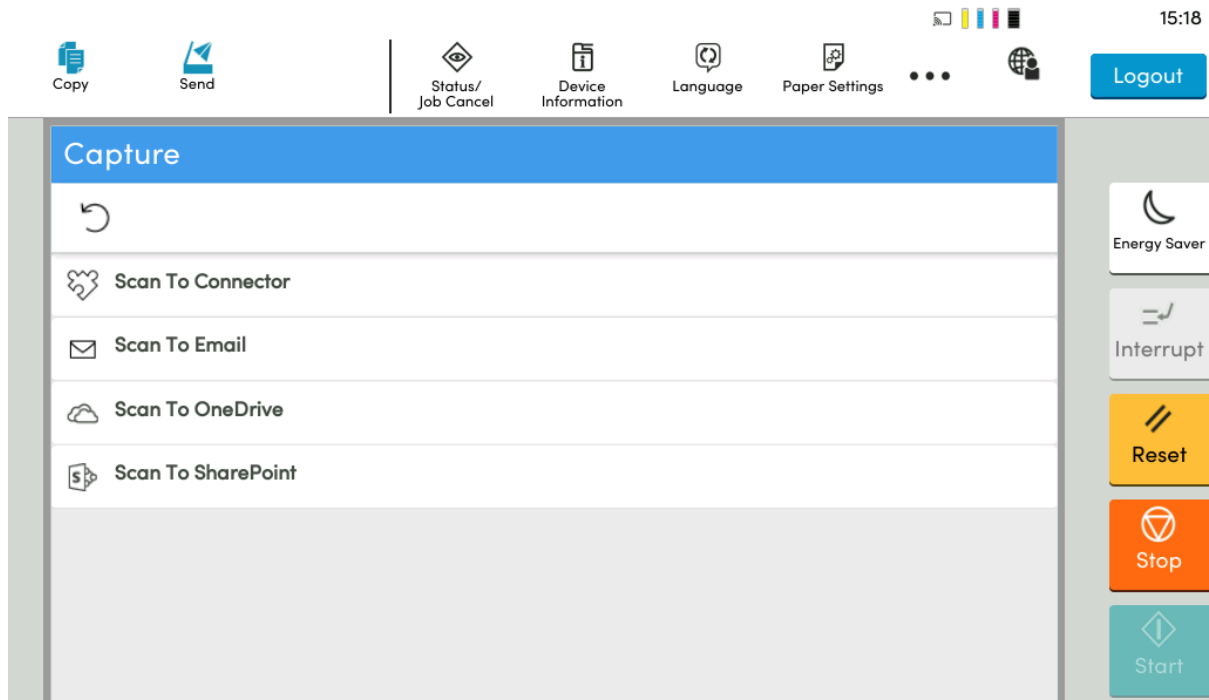 15:18
Copy
Send
Status/
Job Cancel
Device
Information
Language
Paper Settings
Logout
Capture
Scan To Connector
Scan To Email
Scan To OneDrive
Scan To SharePoint
Energy Saver
Interrupt
Reset
Stop
Start